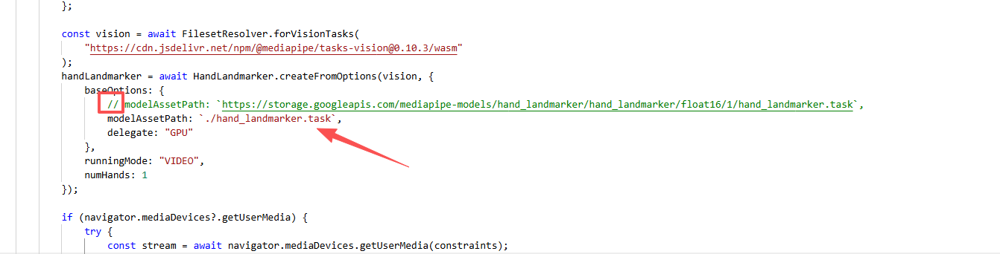 };
const vision = await FilesetResolver.forVisionTasks(
"https://cdn.jsdelivr.net/npm/@mediapipe/tasks-vision@0.10.3/wasm"
);
handLandmarker = await HandLandmarker.createFromOptions(vision, {
baseOptions: {
// modelAssetPath: `https://storage.googleapis.com/mediapipe-models/hand_landmarker/hand_landmarker/float16/1/hand_landmarker.task`,
modelAssetPath: `./hand_landmarker.task`,
delegate: "GPU"
},
runningMode: "VIDEO",
numHands: 1
});
if (navigator.mediaDevices?.getUserMedia) {
try {
const stream = await navigator.mediaDevices.getUserMedia(constraints);